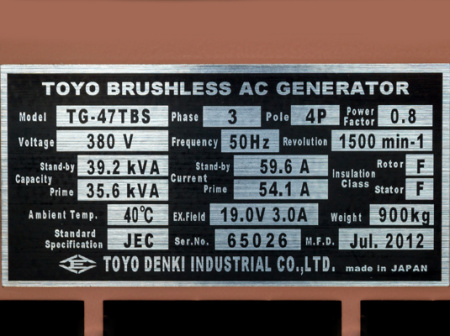 TOYO BRUSHLESS AC GENERATOR
Model TG-47TBS Phase 3 Pole 4P Power Factor 0.8
Voltage 380 V Frequency 50Hz Revolution 1500 min-1
Capacity Stand-by 39.2 kVA Current Stand-by 59.6 A Insulation Class Rotor F
Prime 35.6 kVA Prime 54.1 A Stator F
Ambient Temp. 40℃ EX.Field 19.0V 3.0A Weight 900kg
Standard Specification JEC Ser.No. 65026 M.F.D. Jul. 2012
TOYO DENKI INDUSTRIAL CO.,LTD. made in JAPAN